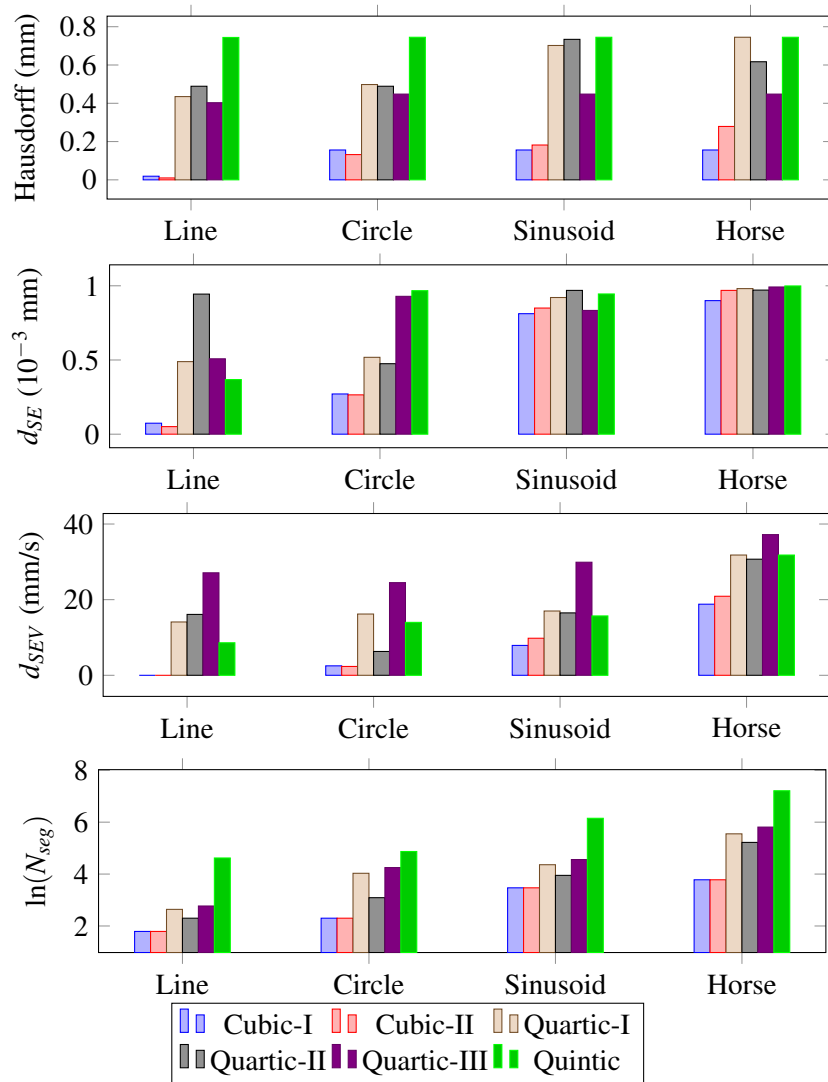 Hausdorff (mm)
0.8
0.6
0.4
0.2
0
Line Circle Sinusoid Horse
d_SE (10⁻³ mm)
1
0.5
0
Line Circle Sinusoid Horse
d_SEV (mm/s)
40
20
0
Line Circle Sinusoid Horse
ln(N_seg)
8
6
4
2
Line Circle Sinusoid Horse
Cubic-I Cubic-II Quartic-I
Quartic-II Quartic-III Quintic